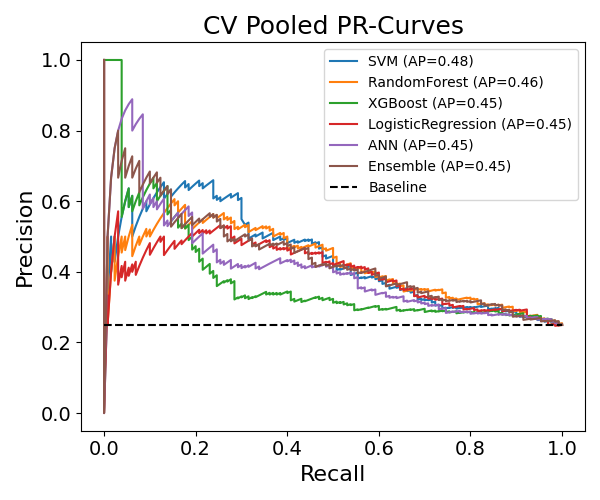 CV Pooled PR-Curves
Precision
1.0
0.8
0.6
0.4
0.2
0.0
SVM (AP=0.48)
RandomForest (AP=0.46)
XGBoost (AP=0.45)
LogisticRegression (AP=0.45)
ANN (AP=0.45)
Ensemble (AP=0.45)
Baseline
0.0 0.2 0.4 0.6 0.8 1.0
Recall